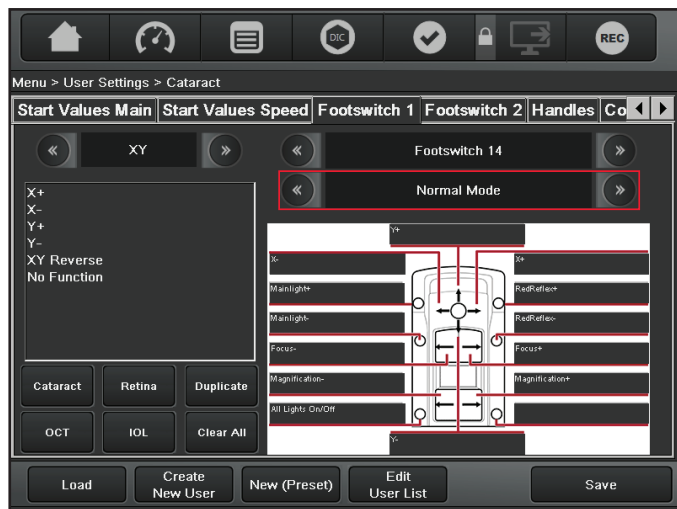 DIC
REC
Menu > User Settings > Cataract
Start Values Main
Start Values Speed
Footswitch 1
Footswitch 2
Handles
Co
XY
Footswitch 14
Normal Mode
X+
X-
Y+
Y-
XY Reverse
No Function
Y+
X-
X+
Mainlight+
RedReflex+
Mainlight-
RedReflex-
Focus-
Focus+
Magnification-
Magnification+
All Lights On/Off
Y-
Cataract
Retina
Duplicate
OCT
IOL
Clear All
Load
Create
New User
New (Preset)
Edit
User List
Save